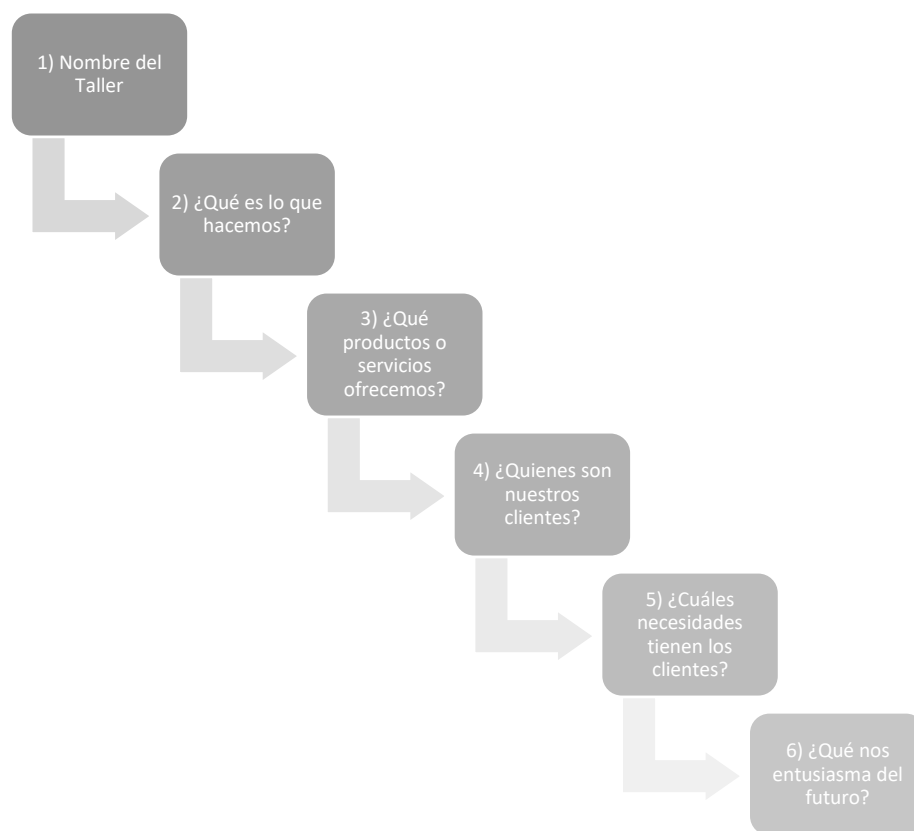 1) Nombre del
Taller
2) ¿Qué es lo que
hacemos?
3) ¿Qué
productos o
servicios
ofrecemos?
4) ¿Quienes son
nuestros
clientes?
5) ¿Cuáles
necesidades
tienen los
clientes?
6) ¿Qué nos
entusiasma del
futuro?